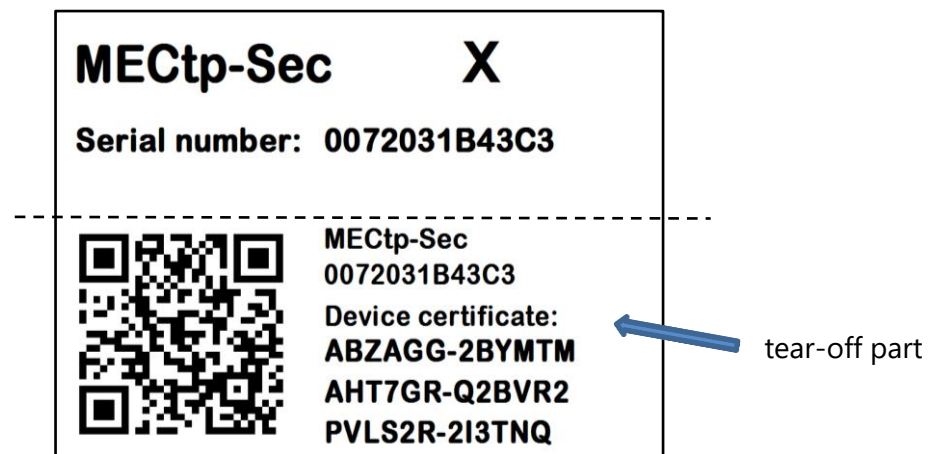 MECtp-Sec X
Serial number: 0072031B43C3
MECtp-Sec
0072031B43C3
Device certificate:
ABZAGG-2BYMTM
AHT7GR-Q2BVR2
PVLS2R-2I3TNQ
tear-off part